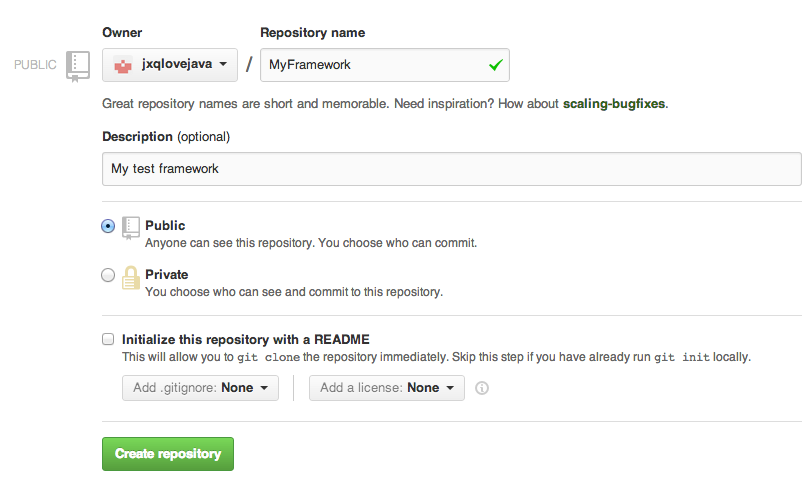 Owner
Repository name
PUBLIC
jxqlovejava / MyFramework
Great repository names are short and memorable. Need inspiration? How about scaling-bugfixes.
Description (optional)
My test framework
Public
Anyone can see this repository. You choose who can commit.
Private
You choose who can see and commit to this repository.
Initialize this repository with a README
This will allow you to git clone the repository immediately. Skip this step if you have already run git init locally.
Add .gitignore: None
Add a license: None
Create repository